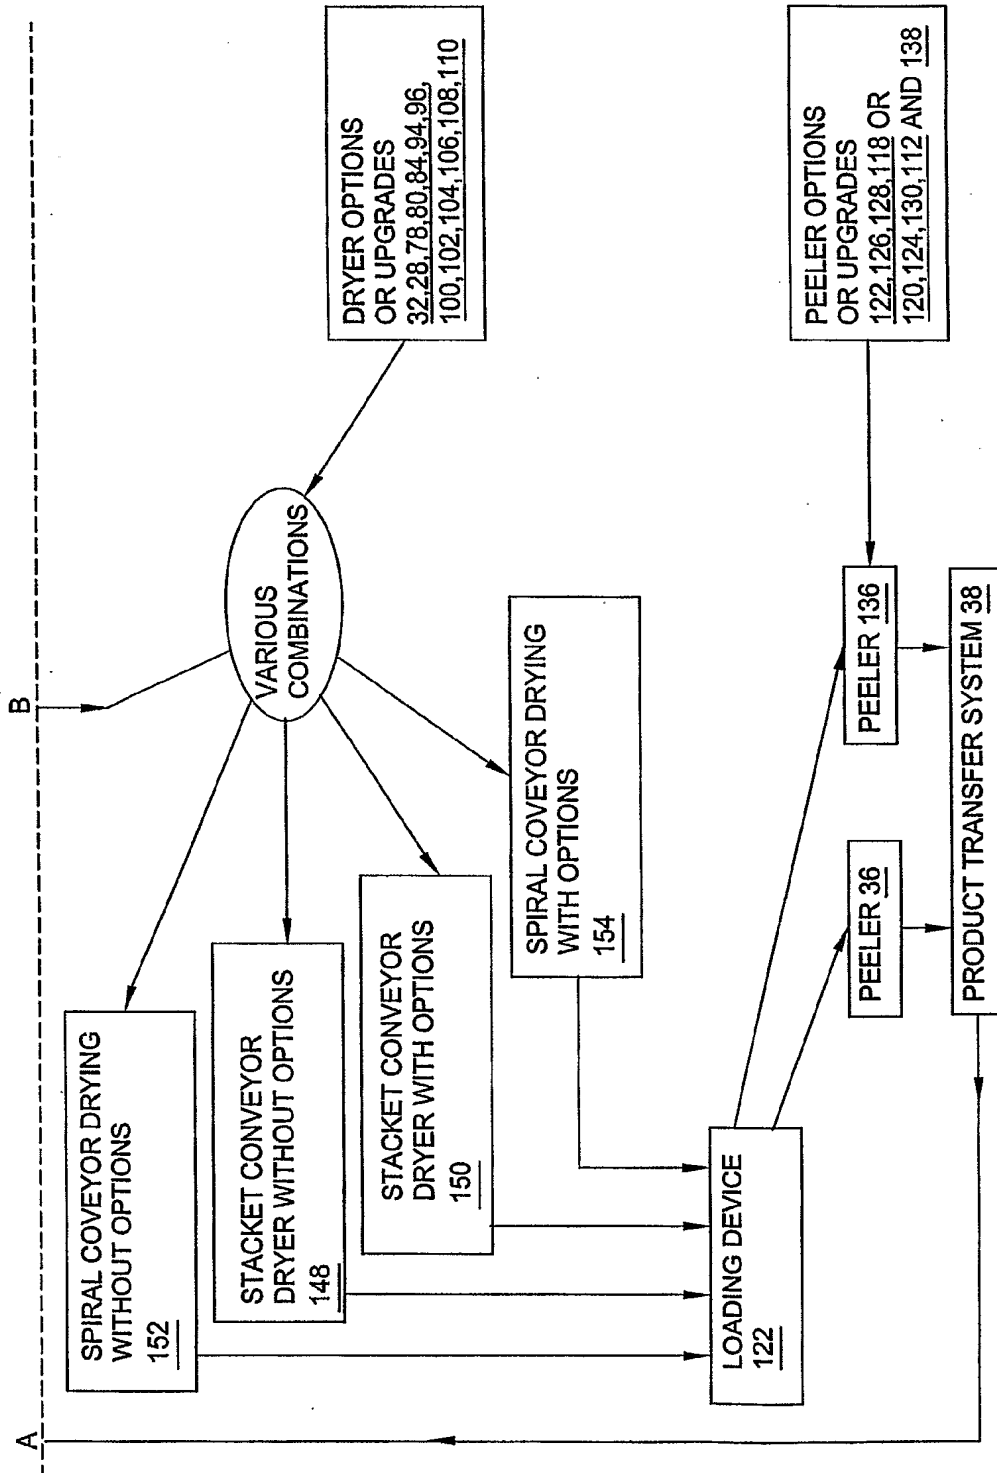 A
B
SPIRAL COVEYOR DRYING
WITHOUT OPTIONS
152
STACKET CONVEYOR
DRYER WITHOUT OPTIONS
148
STACKET CONVEYOR
DRYER WITH OPTIONS
150
SPIRAL COVEYOR DRYING
WITH OPTIONS
154
VARIOUS
COMBINATIONS
DRYER OPTIONS
OR UPGRADES
32,28,78,80,84,94,96,
100,102,104,106,108,110
LOADING DEVICE
122
PEELER 36
PEELER 136
PEELER OPTIONS
OR UPGRADES
122,126,128,118 OR
120,124,130,112 AND 138
PRODUCT TRANSFER SYSTEM 38